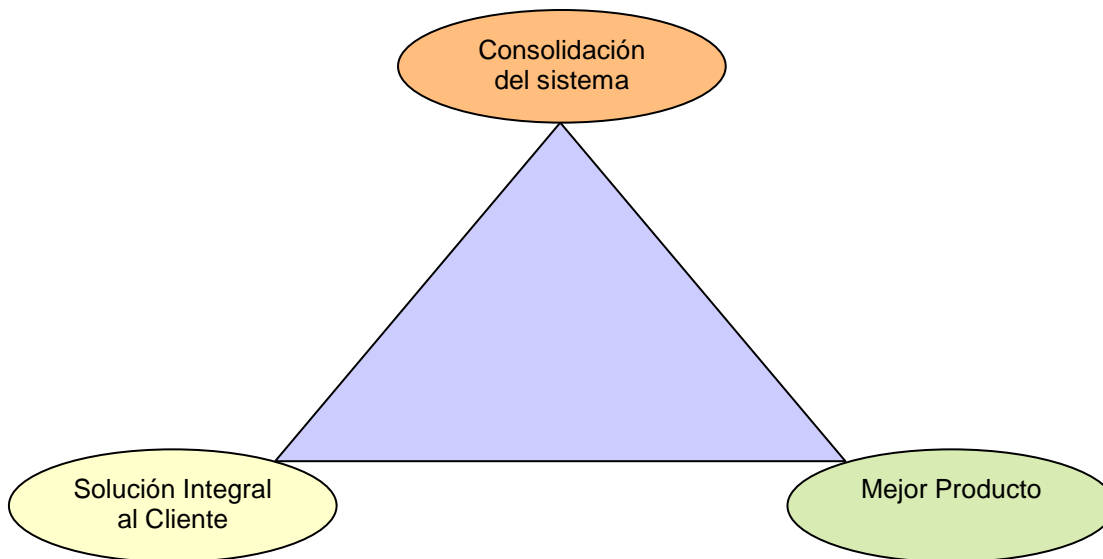 Consolidación
del sistema
Solución Integral
al Cliente
Mejor Producto